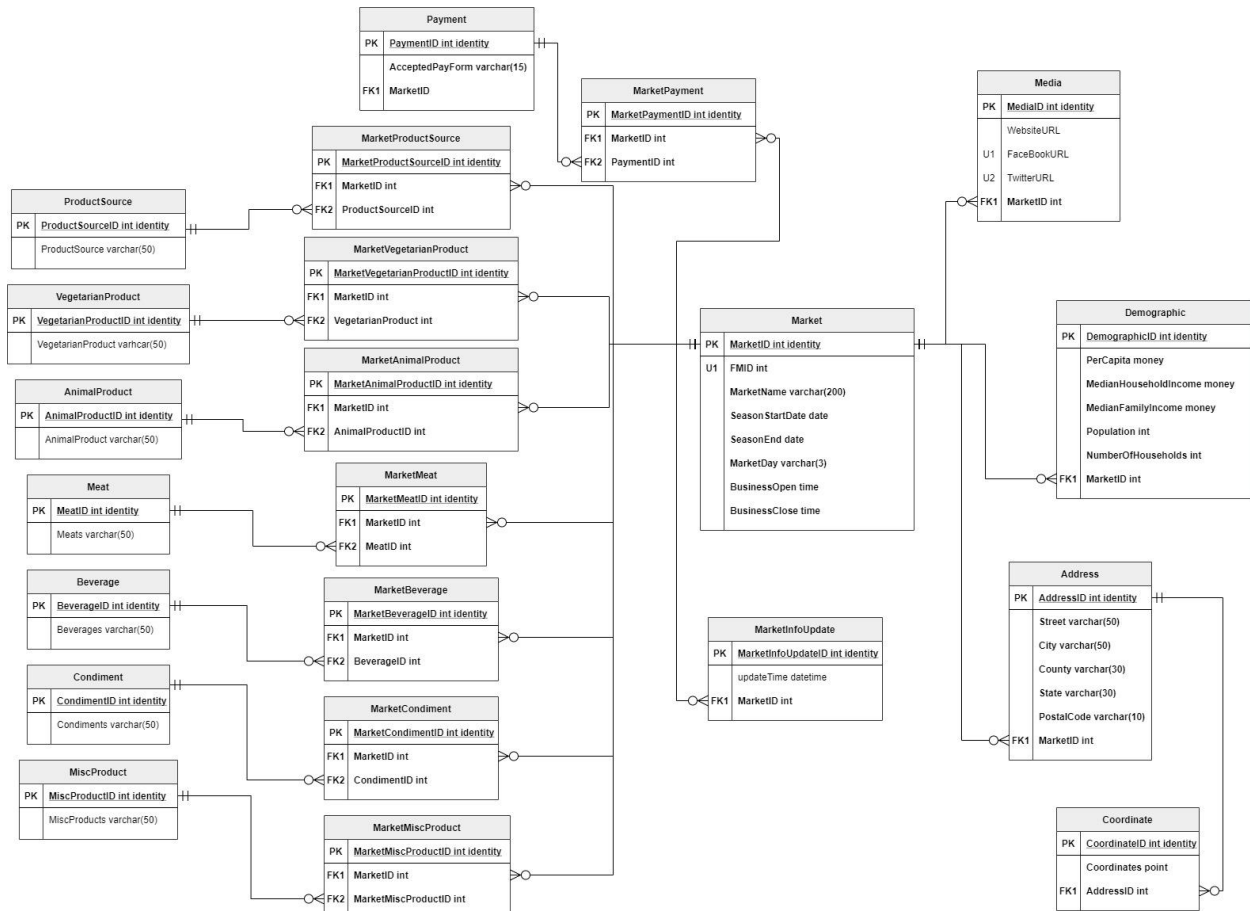 Payment
PK PaymentID int identity
AcceptedPayForm varchar(15)
FK1 MarketID
MarketPayment
PK MarketPaymentID int identity
FK1 MarketID int
FK2 PaymentID int
Media
PK MediaID int identity
WebsiteURL
U1 FaceBookURL
U2 TwitterURL
FK1 MarketID int
MarketProductSource
PK MarketProductSourceID int identity
FK1 MarketID int
FK2 ProductSourceID int
ProductSource
PK ProductSourceID int identity
ProductSource varchar(50)
MarketVegetarianProduct
PK MarketVegetarianProductID int identity
FK1 MarketID int
FK2 VegetarianProduct int
VegetarianProduct
PK VegetarianProductID int identity
VegetarianProduct varhcar(50)
MarketAnimalProduct
PK MarketAnimalProductID int identity
FK1 MarketID int
FK2 AnimalProductID int
AnimalProduct
PK AnimalProductID int identity
AnimalProduct varchar(50)
Market
PK MarketID int identity
U1 FMID int
MarketName varchar(200)
SeasonStartDate date
SeasonEnd date
MarketDay varchar(3)
BusinessOpen time
BusinessClose time
Demographic
PK DemographicID int identity
PerCapita money
MedianHouseholdIncome money
MedianFamilyIncome money
Population int
NumberOfHouseholds int
FK1 MarketID int
MarketMeat
PK MarketMeatID int identity
FK1 MarketID int
FK2 MeatID int
Meat
PK MeatID int identity
Meats varchar(50)
Beverage
PK BeverageID int identity
Beverages varchar(50)
MarketBeverage
PK MarketBeverageID int identity
FK1 MarketID int
FK2 BeverageID int
MarketInfoUpdate
PK MarketInfoUpdateID int identity
updateTime datetime
FK1 MarketID int
Address
PK AddressID int identity
Street varchar(50)
City varchar(50)
County varchar(30)
State varchar(30)
PostalCode varchar(10)
FK1 MarketID int
Condiment
PK CondimentID int identity
Condiments varchar(50)
MarketCondiment
PK MarketCondimentID int identity
FK1 MarketID int
FK2 CondimentID int
MiscProduct
PK MiscProductID int identity
MiscProducts varchar(50)
MarketMiscProduct
PK MarketMiscProductID int identity
FK1 MarketID int
FK2 MarketMiscProductID int
Coordinate
PK CoordinateID int identity
Coordinates point
FK1 AddressID int